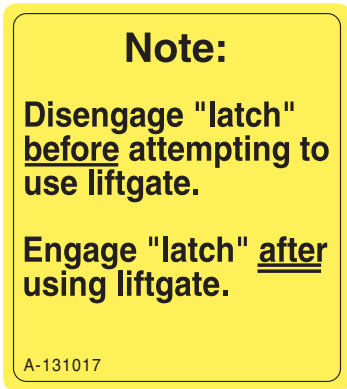 Note:
Disengage "latch"
before attempting to
use liftgate.
Engage "latch" after
using liftgate.
A-131017